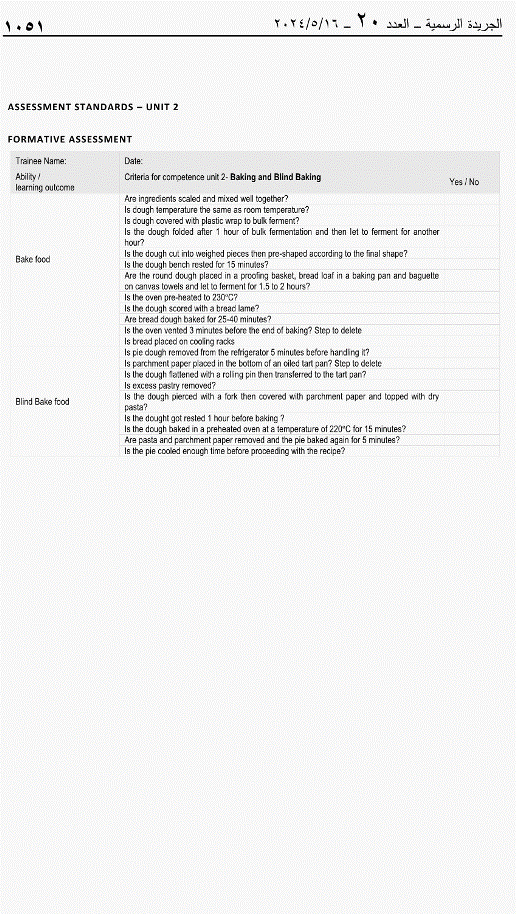 ١٠٥١ الجريدة الرسمية ــ العدد ٢٠ ــ ٢٠٢٤/٥/١٦
ASSESSMENT STANDARDS – UNIT 2
FORMATIVE ASSESSMENT
Trainee Name: Date:
Ability / learning outcome Criteria for competence unit 2- Baking and Blind Baking Yes / No
Bake food
Are ingredients scaled and mixed well together?
Is dough temperature the same as room temperature?
Is dough covered with plastic wrap to bulk ferment?
Is the dough folded after 1 hour of bulk fermentation and then let to ferment for another
hour?
Is the dough cut into weighed pieces then pre-shaped according to the final shape?
Is the dough bench rested for 15 minutes?
Are the round dough placed in a proofing basket, bread loaf in a baking pan and baguette
on canvas towels and let to ferment for 1.5 to 2 hours?
Is the oven pre-heated to 230°C?
Is the dough scored with a bread lame?
Are bread dough baked for 25-40 minutes?
Is the oven vented 3 minutes before the end of baking? Step to delete
Is bread placed on cooling racks
Blind Bake food
Is pie dough removed from the refrigerator 5 minutes before handling it?
Is parchment paper placed in the bottom of an oiled tart pan? Step to delete
Is the dough flattened with a rolling pin then transferred to the tart pan?
Is excess pastry removed?
Is the dough pierced with a fork then covered with parchment paper and topped with dry
pasta?
Is the dought got rested 1 hour before baking ?
Is the dough baked in a preheated oven at a temperature of 220°C for 15 minutes?
Are pasta and parchment paper removed and the pie baked again for 5 minutes?
Is the pie cooled enough time before proceeding with the recipe?